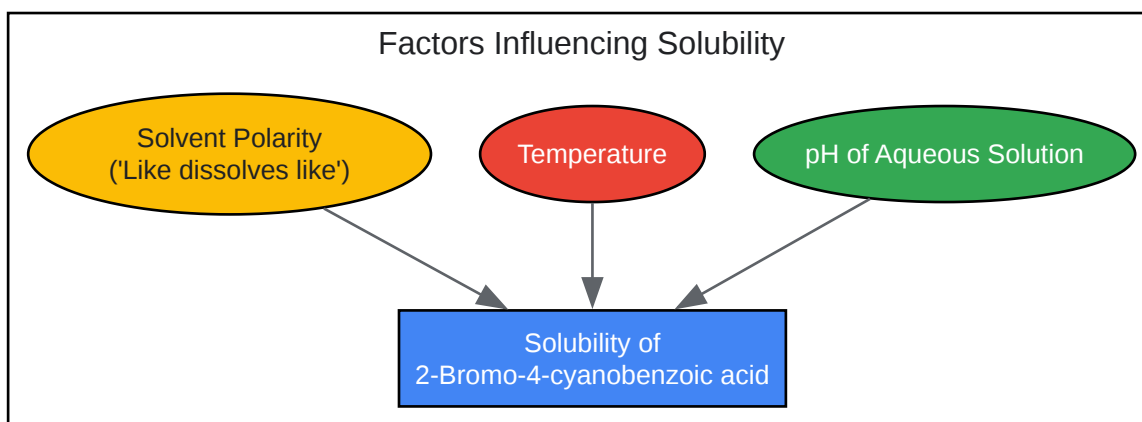 Factors Influencing Solubility
Solvent Polarity
('Like dissolves like')
Temperature
pH of Aqueous Solution
Solubility of
2-Bromo-4-cyanobenzoic acid